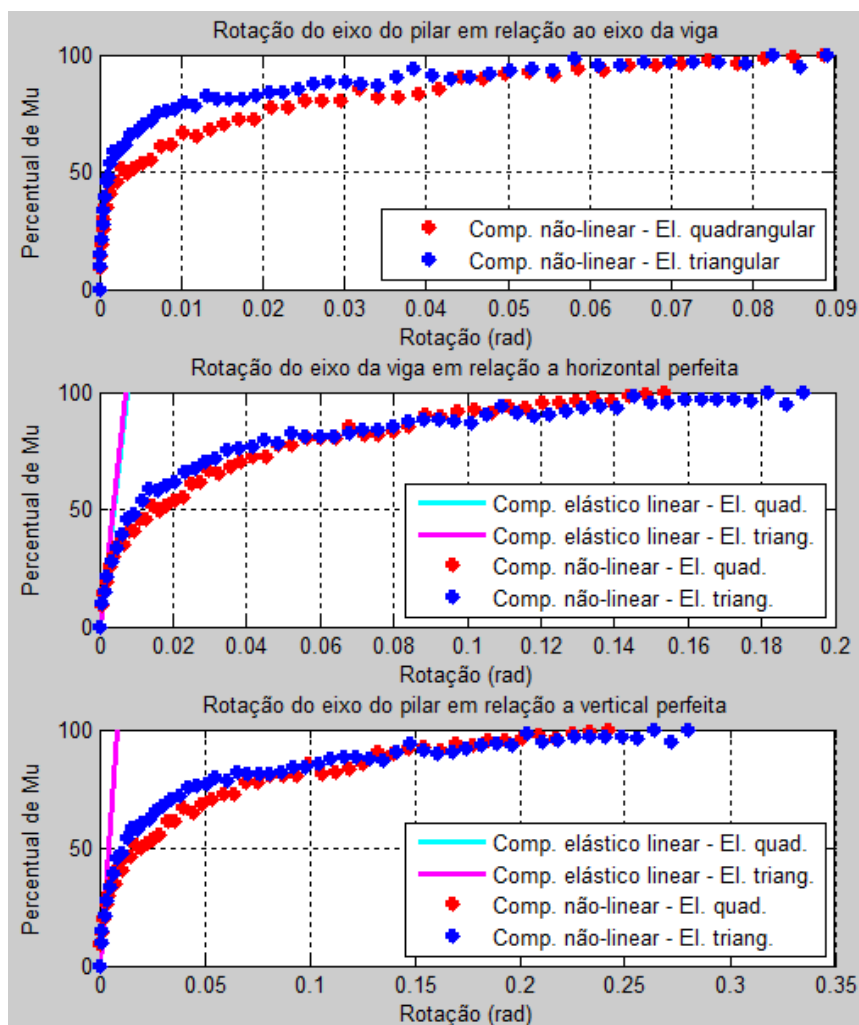 Rotação do eixo do pilar em relação ao eixo da viga
100
50
0
Percentual de Mu
Comp. não-linear - El. quadrangular
Comp. não-linear - El. triangular
0 0.01 0.02 0.03 0.04 0.05 0.06 0.07 0.08 0.09
Rotação (rad)
Rotação do eixo da viga em relação a horizontal perfeita
100
50
0
Percentual de Mu
Comp. elástico linear - El. quad.
Comp. elástico linear - El. triang.
Comp. não-linear - El. quad.
Comp. não-linear - El. triang.
0 0.02 0.04 0.06 0.08 0.1 0.12 0.14 0.16 0.18 0.2
Rotação (rad)
Rotação do eixo do pilar em relação a vertical perfeita
100
50
0
Percentual de Mu
Comp. elástico linear - El. quad.
Comp. elástico linear - El. triang.
Comp. não-linear - El. quad.
Comp. não-linear - El. triang.
0 0.05 0.1 0.15 0.2 0.25 0.3 0.35
Rotação (rad)